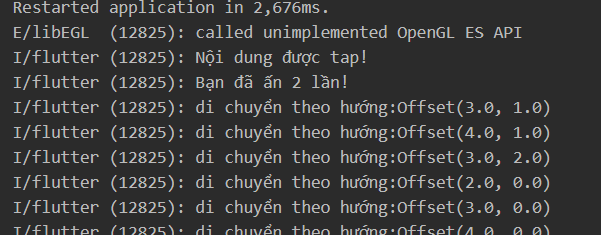 Restarted application in 2,676ms.
E/libEGL  (12825): called unimplemented OpenGL ES API
I/flutter (12825): Nội dung được tap!
I/flutter (12825): Bạn đã ấn 2 lần!
I/flutter (12825): di chuyển theo hướng:Offset(3.0, 1.0)
I/flutter (12825): di chuyển theo hướng:Offset(4.0, 1.0)
I/flutter (12825): di chuyển theo hướng:Offset(3.0, 2.0)
I/flutter (12825): di chuyển theo hướng:Offset(2.0, 0.0)
I/flutter (12825): di chuyển theo hướng:Offset(3.0, 0.0)
I/flutter (12825): di chuyển theo hướng:Offset(4.0, 0.0)